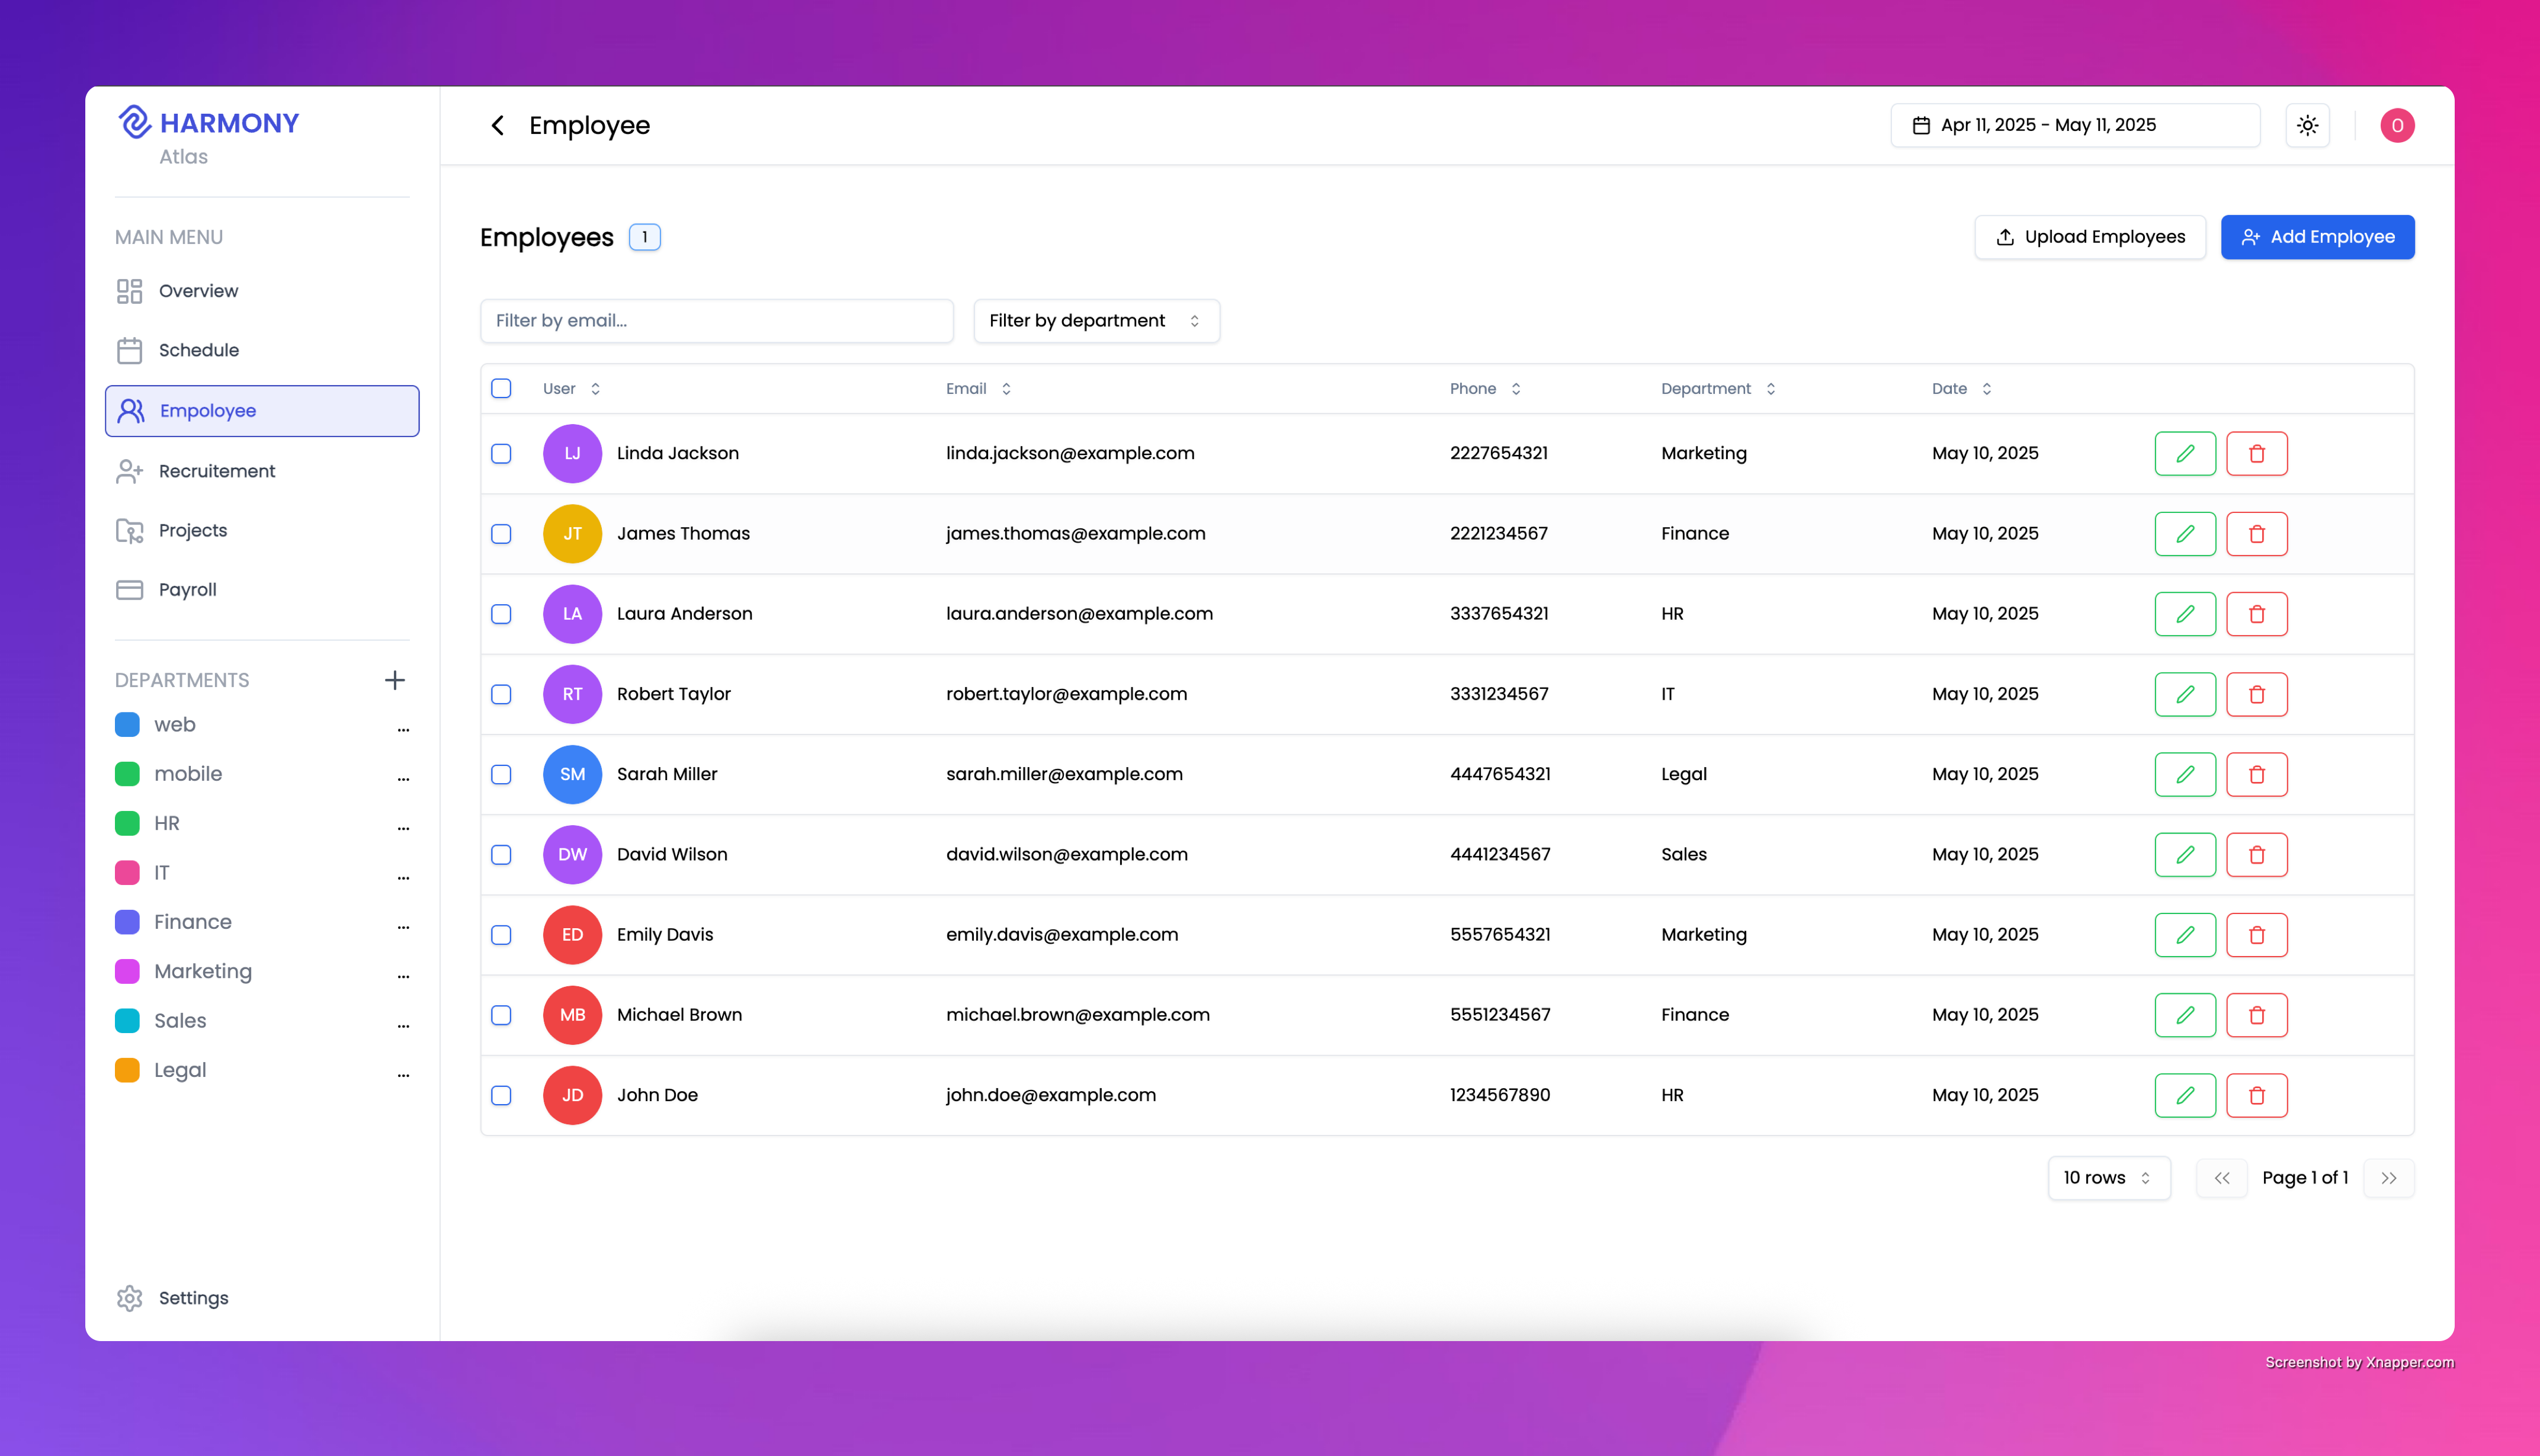 HARMONY
Atlas
MAIN MENU
Overview
Schedule
Empoloyee
Recruitement
Projects
Payroll
DEPARTMENTS
web ...
mobile ...
HR ...
IT ...
Finance ...
Marketing ...
Sales ...
Legal ...
Settings
Employee
Apr 11, 2025 - May 11, 2025
O
Employees 1
Upload Employees
Add Employee
Filter by email...
Filter by department
User Email Phone Department Date
LJ Linda Jackson linda.jackson@example.com 2227654321 Marketing May 10, 2025
JT James Thomas james.thomas@example.com 2221234567 Finance May 10, 2025
LA Laura Anderson laura.anderson@example.com 3337654321 HR May 10, 2025
RT Robert Taylor robert.taylor@example.com 3331234567 IT May 10, 2025
SM Sarah Miller sarah.miller@example.com 4447654321 Legal May 10, 2025
DW David Wilson david.wilson@example.com 4441234567 Sales May 10, 2025
ED Emily Davis emily.davis@example.com 5557654321 Marketing May 10, 2025
MB Michael Brown michael.brown@example.com 5551234567 Finance May 10, 2025
JD John Doe john.doe@example.com 1234567890 HR May 10, 2025
10 rows
Page 1 of 1
Screenshot by Xnapper.com